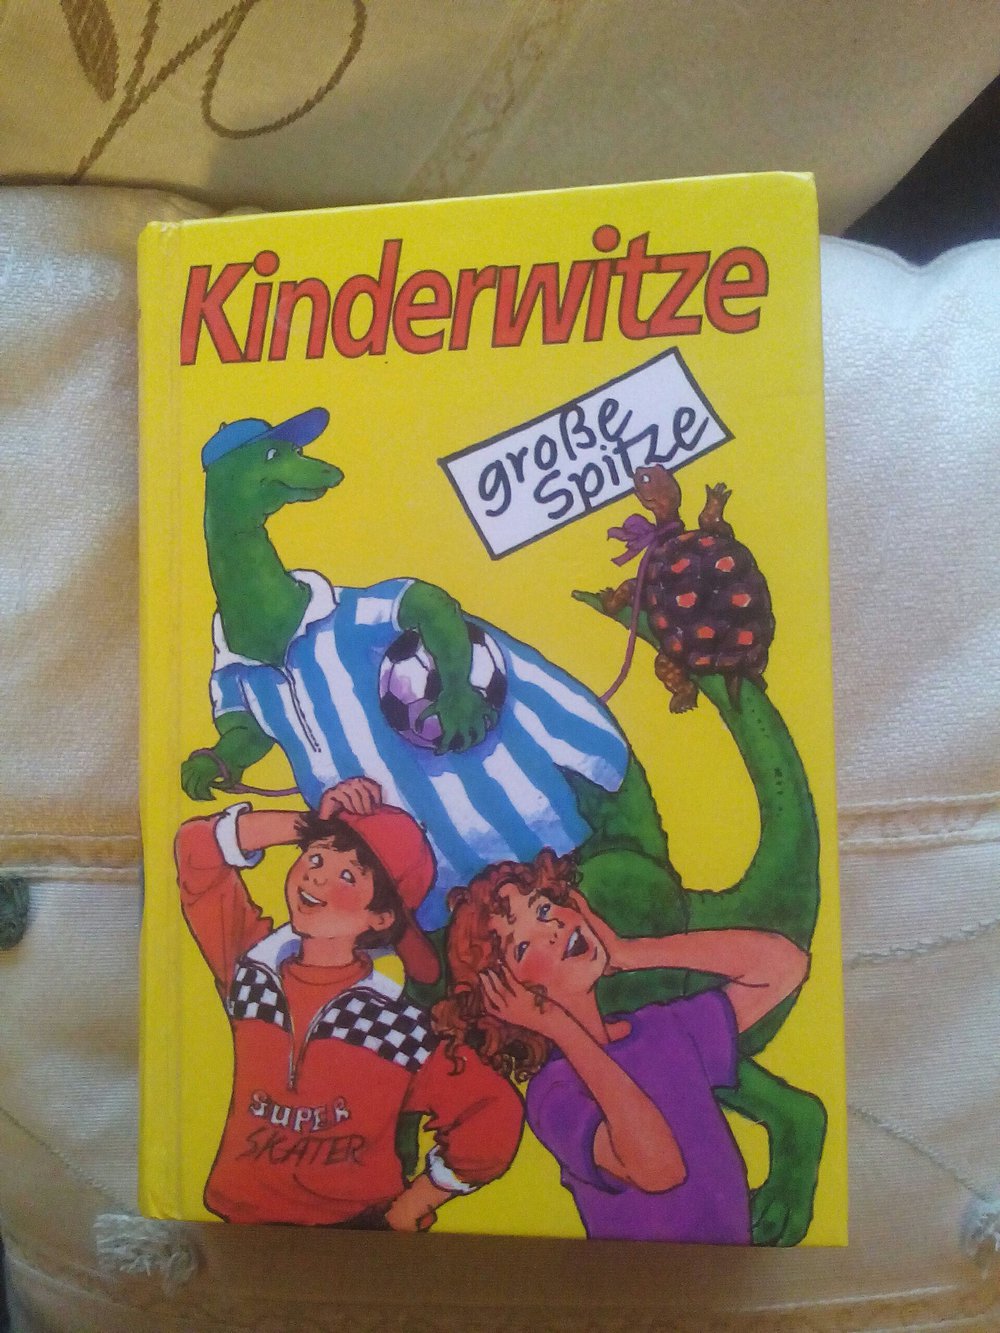 Kinderwitze
große
Spitze
SUPER
SKATER